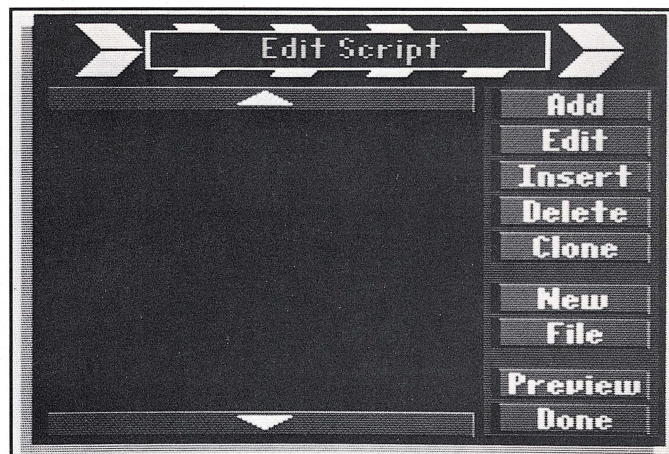 Edit Script
Add
Edit
Insert
Delete
Clone
New
File
Preview
Done